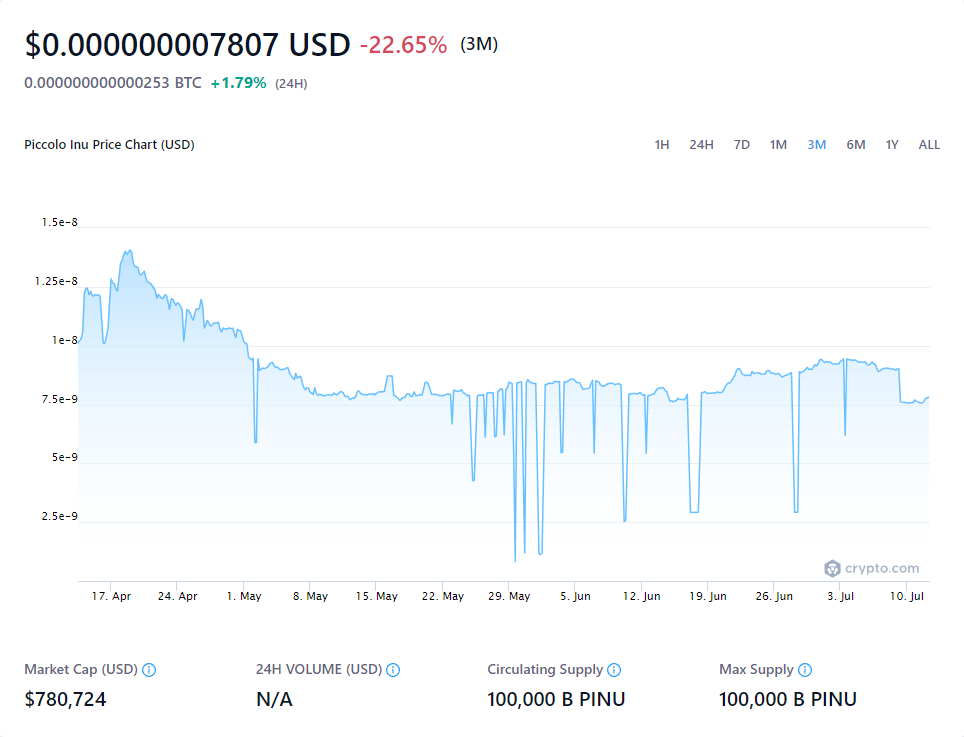 $0.000000007807 USD -22.65% (3M)
0.000000000000253 BTC +1.79% (24H)
Piccolo Inu Price Chart (USD) 1H 24H 7D 1M 3M 6M 1Y ALL
1.5e-8
1.25e-8
1e-8
7.5e-9
5e-9
2.5e-9
crypto.com
17. Apr 24. Apr 1. May 8. May 15. May 22. May 29. May 5. Jun 12. Jun 19. Jun 26. Jun 3. Jul 10. Jul
Market Cap (USD) 24H VOLUME (USD) Circulating Supply Max Supply
$780,724 N/A 100,000 B PINU 100,000 B PINU